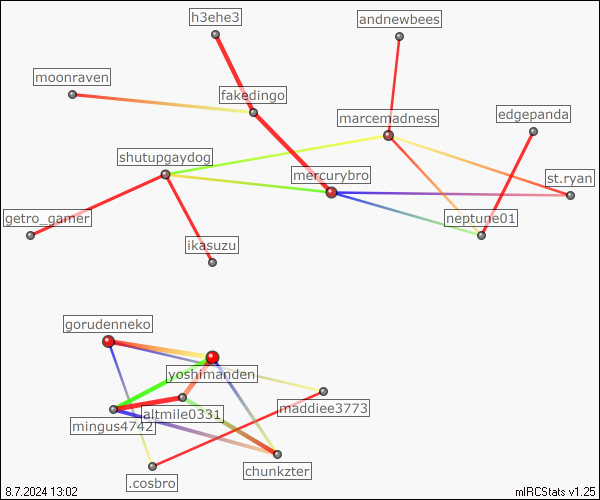 h3ehe3
andnewbees
moonraven
fakedingo
marcemadness
edgepanda
shutupgaydog
mercurybro
st.ryan
getro_gamer
neptune01
ikasuzu
gorudenneko
yoshimanden
maddiee3773
altmile0331
mingus4742
chunkzter
.cosbro
8.7.2024 13:02
mIRCStats v1.25